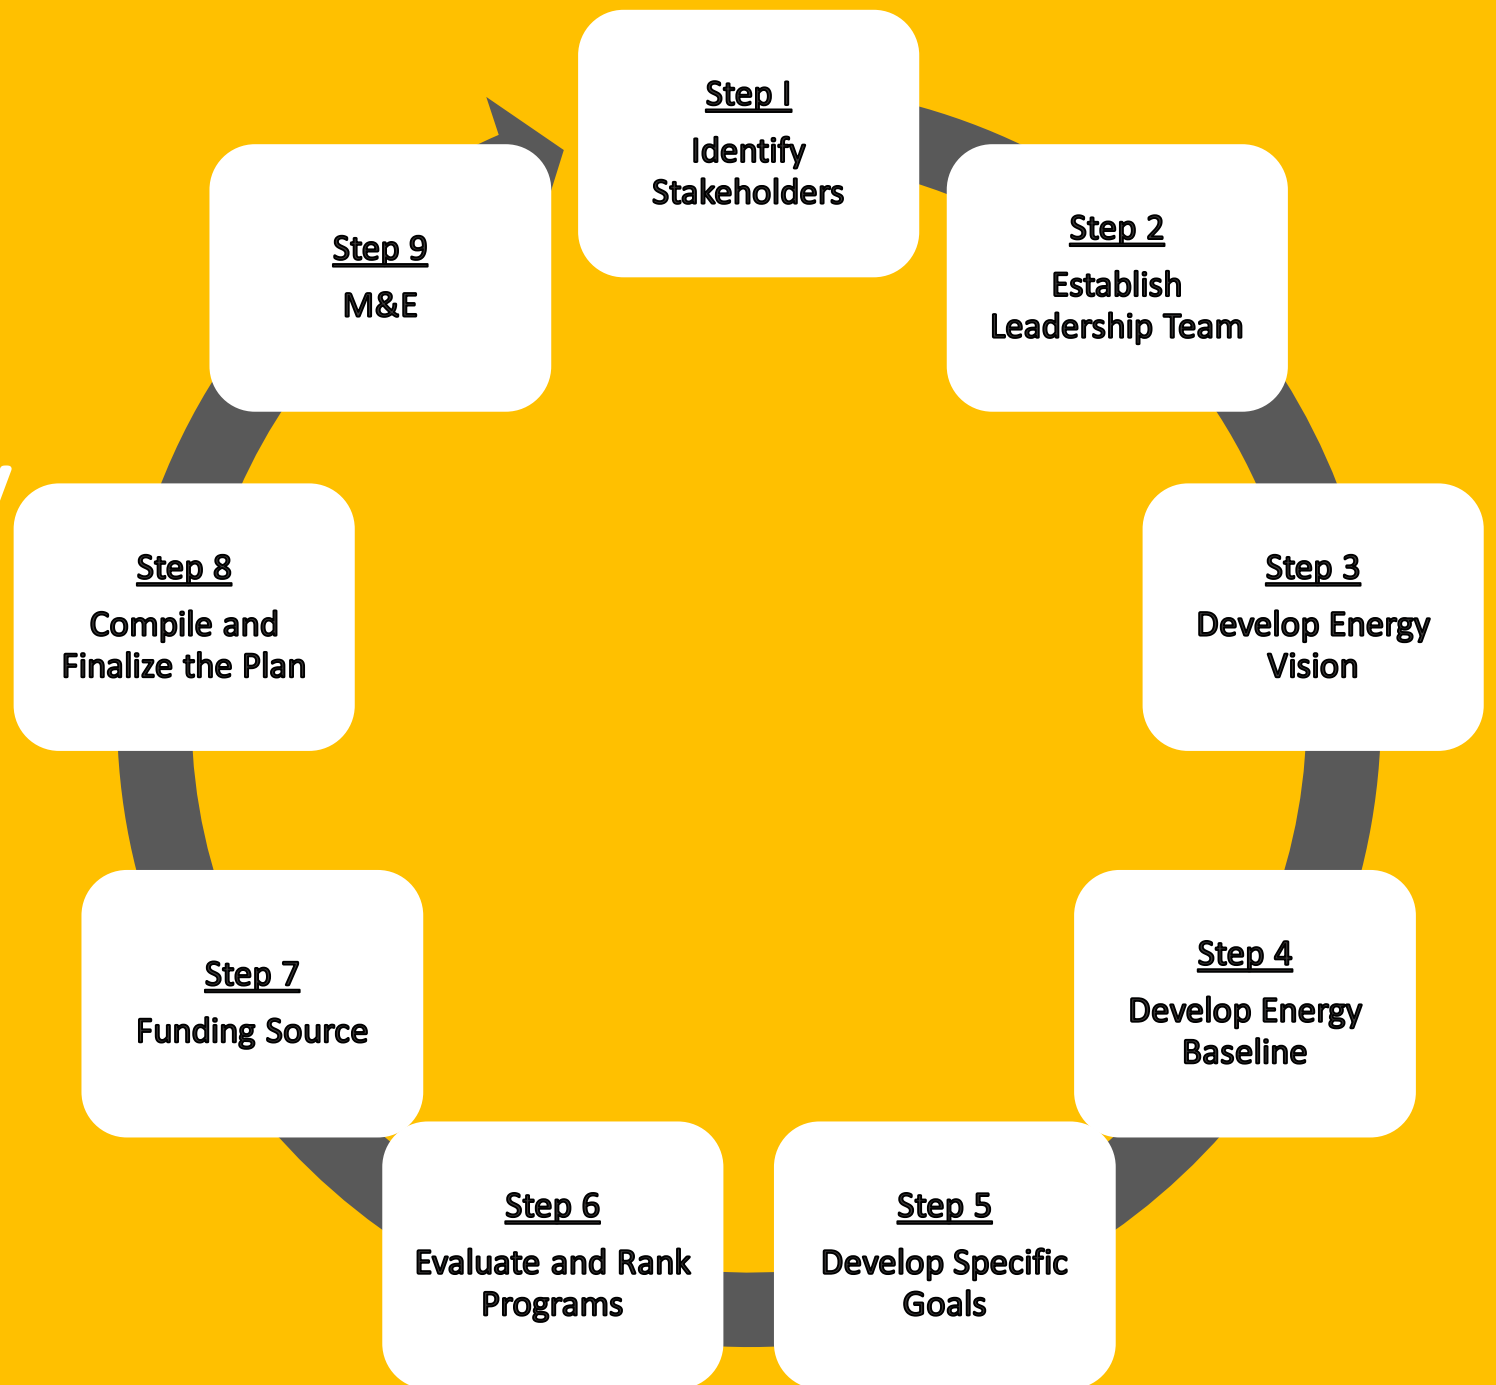 Step I
Identify
Stakeholders
Step 2
Establish
Leadership Team
Step 3
Develop Energy
Vision
Step 4
Develop Energy
Baseline
Step 5
Develop Specific
Goals
Step 6
Evaluate and Rank
Programs
Step 7
Funding Source
Step 8
Compile and
Finalize the Plan
Step 9
M&E